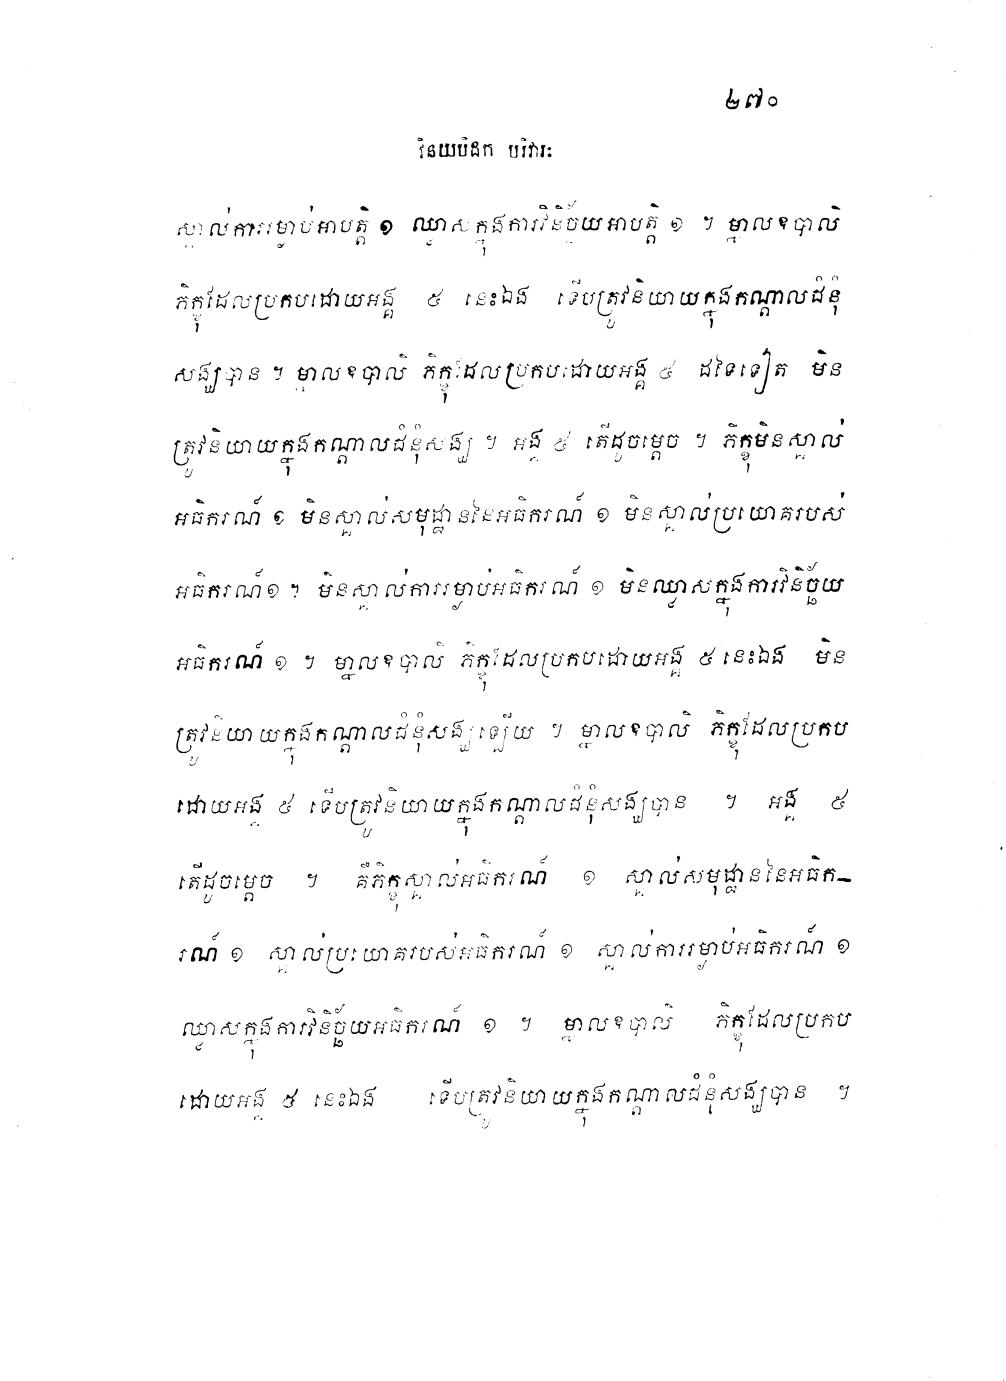 ២៧០
វិនយបិដក បរិវារៈ
ស្គាល់ការរម្ងាប់អាបត្តិ ១ ឈ្លាសក្នុងការវិនិច្ឆ័យអាបត្តិ ១ ។ ម្នាលឧបាលិ
ភិក្ខុដែលប្រកបដោយអង្គ ៥ នេះឯង ទើបត្រូវនិយាយក្នុងកណ្តាលជំនុំ
សង្ឃបាន ។ ម្នាលឧបាលិ ភិក្ខុដែលប្រកបដោយអង្គ ៥ ដទៃទៀត មិន
ត្រូវនិយាយក្នុងកណ្តាលជំនុំសង្ឃ ។ អង្គ ៥ តើដូចម្តេច ។ ភិក្ខុមិនស្គាល់
អធិករណ៍ ១ មិនស្គាល់សមុដ្ឋាននៃអធិករណ៍ ១ មិនស្គាល់ប្រយោគរបស់
អធិករណ៍១ ។ មិនស្គាល់ការរម្ងាប់អធិករណ៍ ១ មិនឈ្លាសក្នុងការវិនិច្ឆ័យ
អធិករណ៍ ១ ។ ម្នាលឧបាលិ ភិក្ខុដែលប្រកបដោយអង្គ ៥ នេះឯង មិន
ត្រូវនិយាយក្នុងកណ្តាលជំនុំសង្ឃឡើយ ។ ម្នាលឧបាលិ ភិក្ខុដែលប្រកប
ដោយអង្គ ៥ ទើបត្រូវនិយាយក្នុងកណ្តាលជំនុំសង្ឃបាន ។ អង្គ ៥
តើដូចម្តេច ។ គឺភិក្ខុស្គាល់អធិករណ៍ ១ ស្គាល់សមុដ្ឋាននៃអធិក-
រណ៍ ១ ស្គាល់ប្រយោគរបស់អធិករណ៍ ១ ស្គាល់ការរម្ងាប់អធិករណ៍ ១
ឈ្លាសក្នុងការវិនិច្ឆ័យអធិករណ៍ ១ ។ ម្នាលឧបាលិ ភិក្ខុដែលប្រកប
ដោយអង្គ ៥ នេះឯង ទើបត្រូវនិយាយក្នុងកណ្តាលជំនុំសង្ឃបាន ។